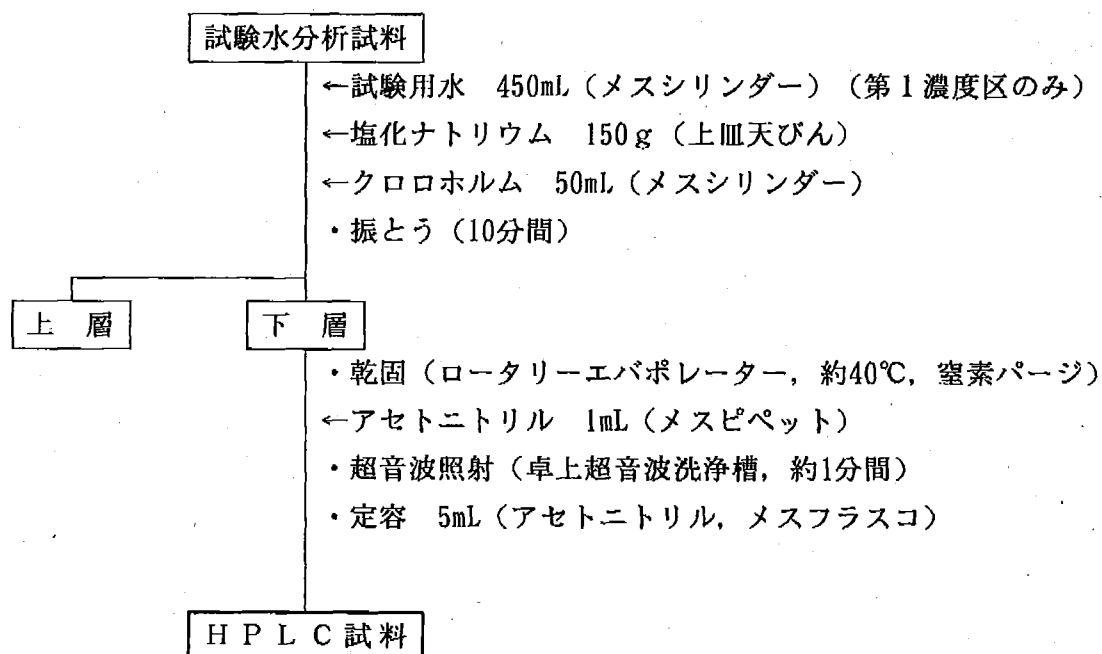 試験水分析試料
←試験用水 450mL(メスシリンダー)(第1濃度区のみ)
←塩化ナトリウム 150g(上皿天びん)
←クロロホルム 50mL(メスシリンダー)
・振とう(10分間)
上 層 下 層
・乾固(ロータリーエバポレーター,約40℃,窒素パージ)
←アセトニトリル 1mL(メスピペット)
・超音波照射(卓上超音波洗浄槽,約1分間)
・定容 5mL(アセトニトリル,メスフラスコ)
HPLC試料